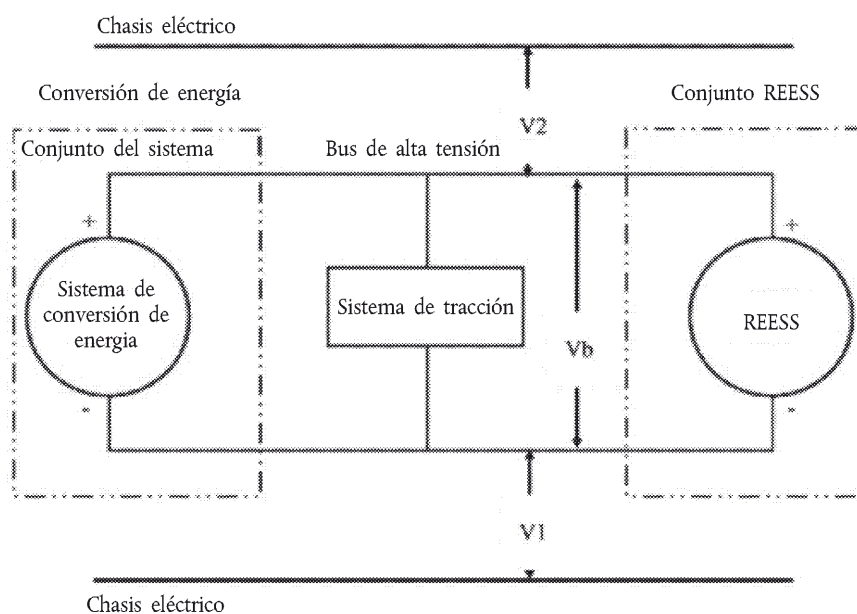 Chasis eléctrico
Conversión de energía
Conjunto REESS
V2
Conjunto del sistema
Bus de alta tensión
+
+
Sistema de
conversión de
energia
Sistema de tracción
Vb
REESS
-
-
V1
Chasis eléctrico